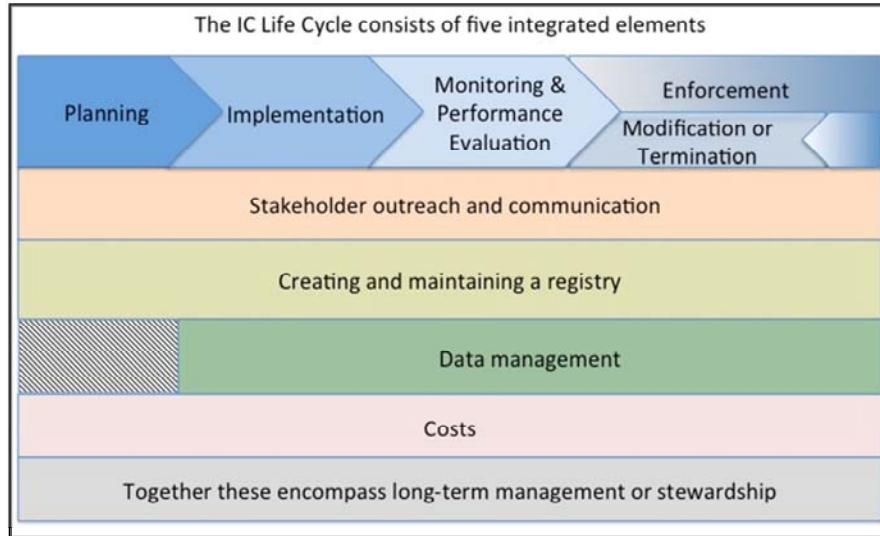 The IC Life Cycle consists of five integrated elements
Planning
Implementation
Monitoring &
Performance
Evaluation
Enforcement
Modification or
Termination
Stakeholder outreach and communication
Creating and maintaining a registry
Data management
Costs
Together these encompass long-term management or stewardship